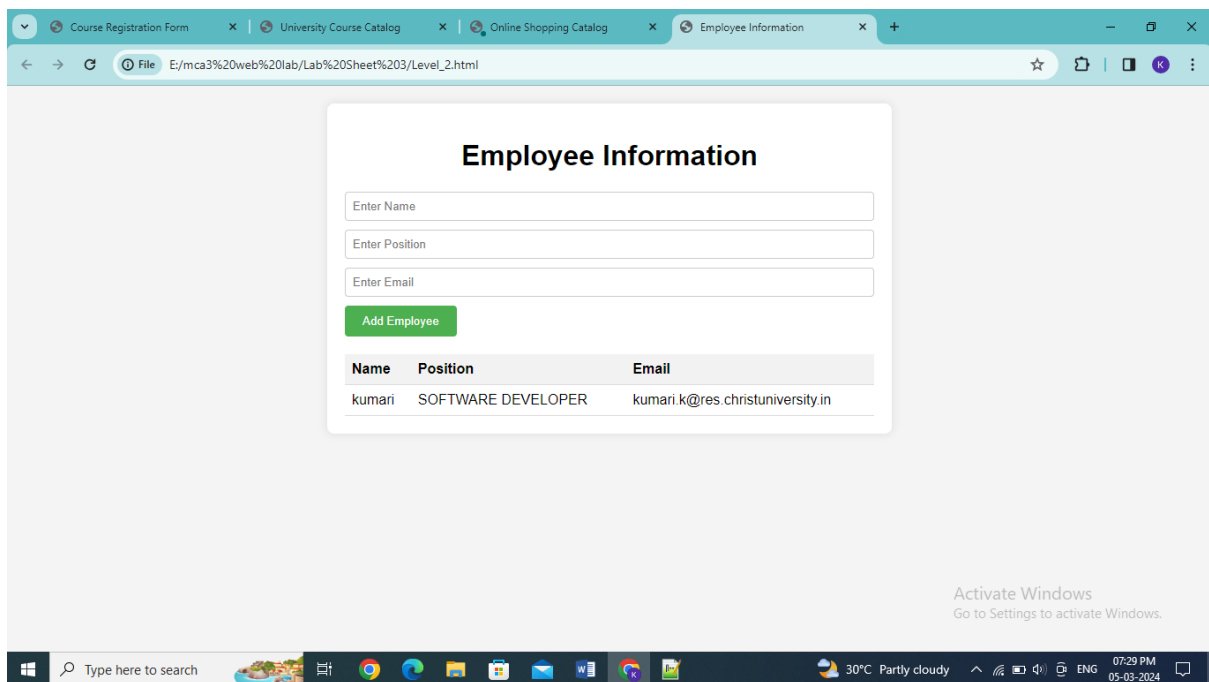 Course Registration Form
University Course Catalog
Online Shopping Catalog
Employee Information
File E:/mca3%20web%20lab/Lab%20Sheet%203/Level_2.html
K
Employee Information
Enter Name
Enter Position
Enter Email
Add Employee
Name Position Email
kumari SOFTWARE DEVELOPER kumari.k@res.christuniversity.in
Activate Windows
Go to Settings to activate Windows.
Type here to search
30°C Partly cloudy
ENG
07:29 PM
05-03-2024